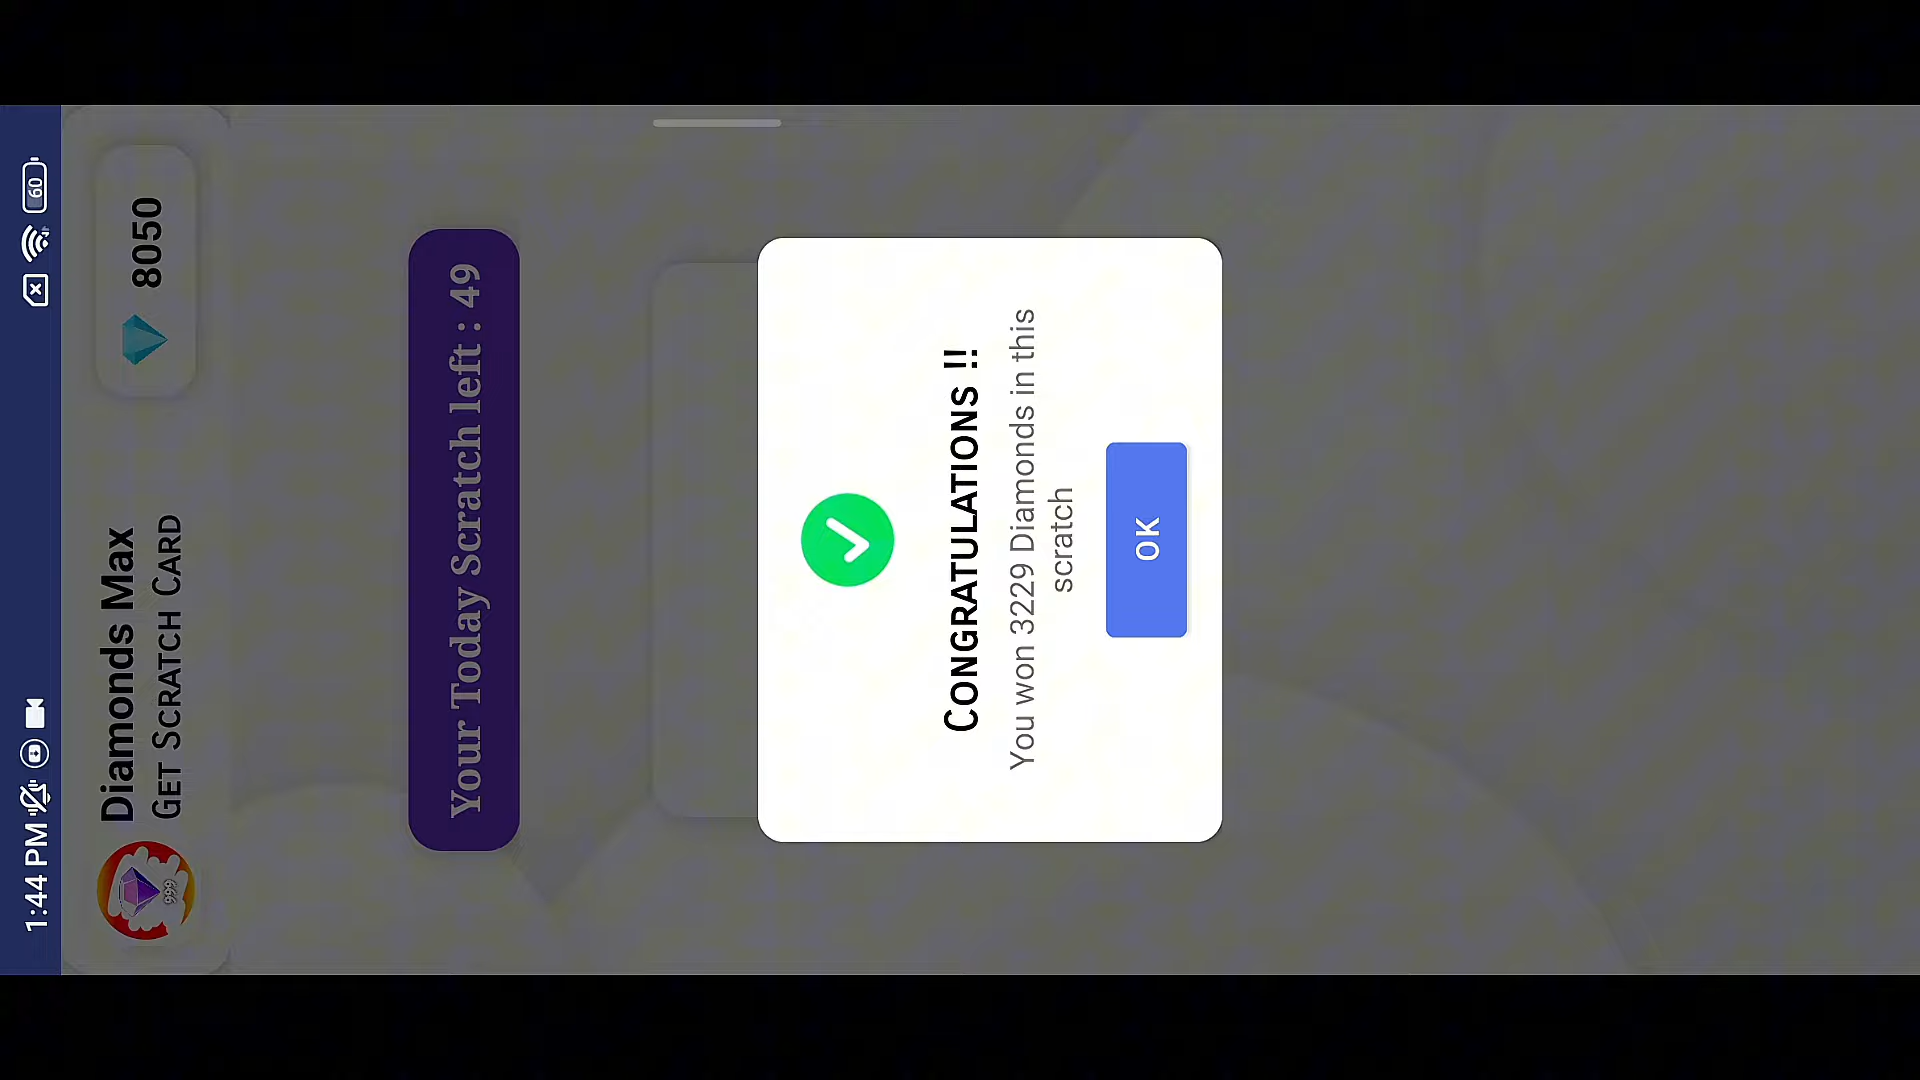 1:44 PM
60
999
Diamonds Max
GET SCRATCH CARD
8050
Your Today Scratch left : 49
CONGRATULATIONS !!
You won 3229 Diamonds in this
scratch
OK